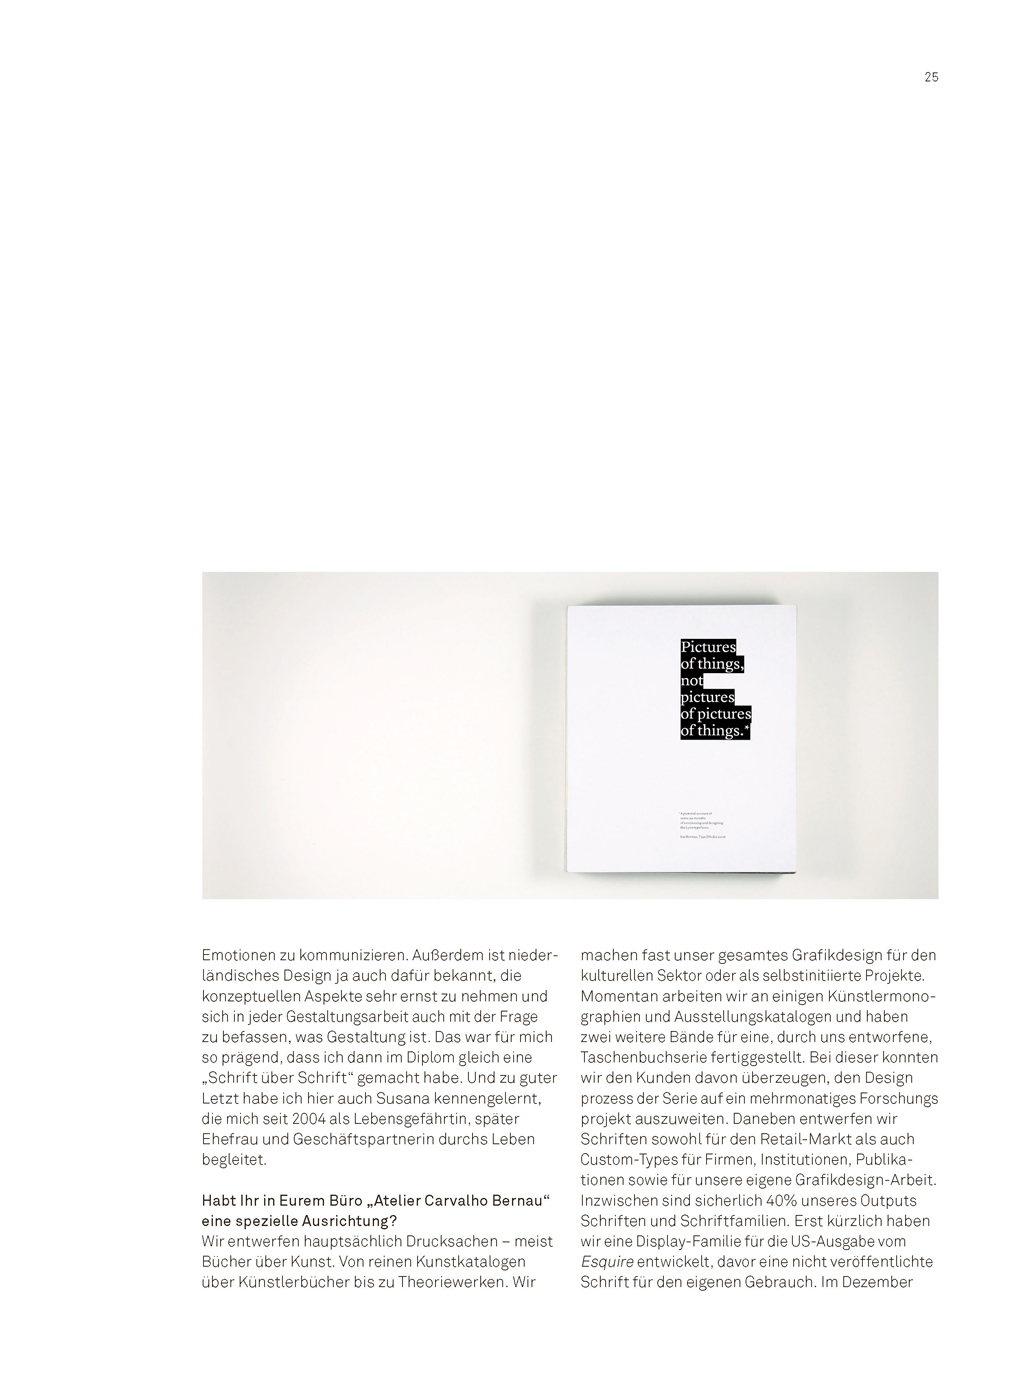 25
Pictures
of things,
not
pictures
of pictures
of things.*
Emotionen zu kommunizieren. Außerdem ist nieder-
ländisches Design ja auch dafür bekannt, die
konzeptuellen Aspekte sehr ernst zu nehmen und
sich in jeder Gestaltungsarbeit auch mit der Frage
zu befassen, was Gestaltung ist. Das war für mich
so prägend, dass ich dann im Diplom gleich eine
„Schrift über Schrift“ gemacht habe. Und zu guter
Letzt habe ich hier auch Susana kennengelernt,
die mich seit 2004 als Lebensgefährtin, später
Ehefrau und Geschäftspartnerin durchs Leben
begleitet.
Habt Ihr in Eurem Büro „Atelier Carvalho Bernau“
eine spezielle Ausrichtung?
Wir entwerfen hauptsächlich Drucksachen – meist
Bücher über Kunst. Von reinen Kunstkatalogen
über Künstlerbücher bis zu Theoriewerken. Wir
machen fast unser gesamtes Grafikdesign für den
kulturellen Sektor oder als selbstinitiierte Projekte.
Momentan arbeiten wir an einigen Künstlermono-
graphien und Ausstellungskatalogen und haben
zwei weitere Bände für eine, durch uns entworfene,
Taschenbuchserie fertiggestellt. Bei dieser konnten
wir den Kunden davon überzeugen, den Design
prozess der Serie auf ein mehrmonatiges Forschungs
projekt auszuweiten. Daneben entwerfen wir
Schriften sowohl für den Retail-Markt als auch
Custom-Types für Firmen, Institutionen, Publika-
tionen sowie für unsere eigene Grafikdesign-Arbeit.
Inzwischen sind sicherlich 40% unseres Outputs
Schriften und Schriftfamilien. Erst kürzlich haben
wir eine Display-Familie für die US-Ausgabe vom
Esquire entwickelt, davor eine nicht veröffentlichte
Schrift für den eigenen Gebrauch. Im Dezember